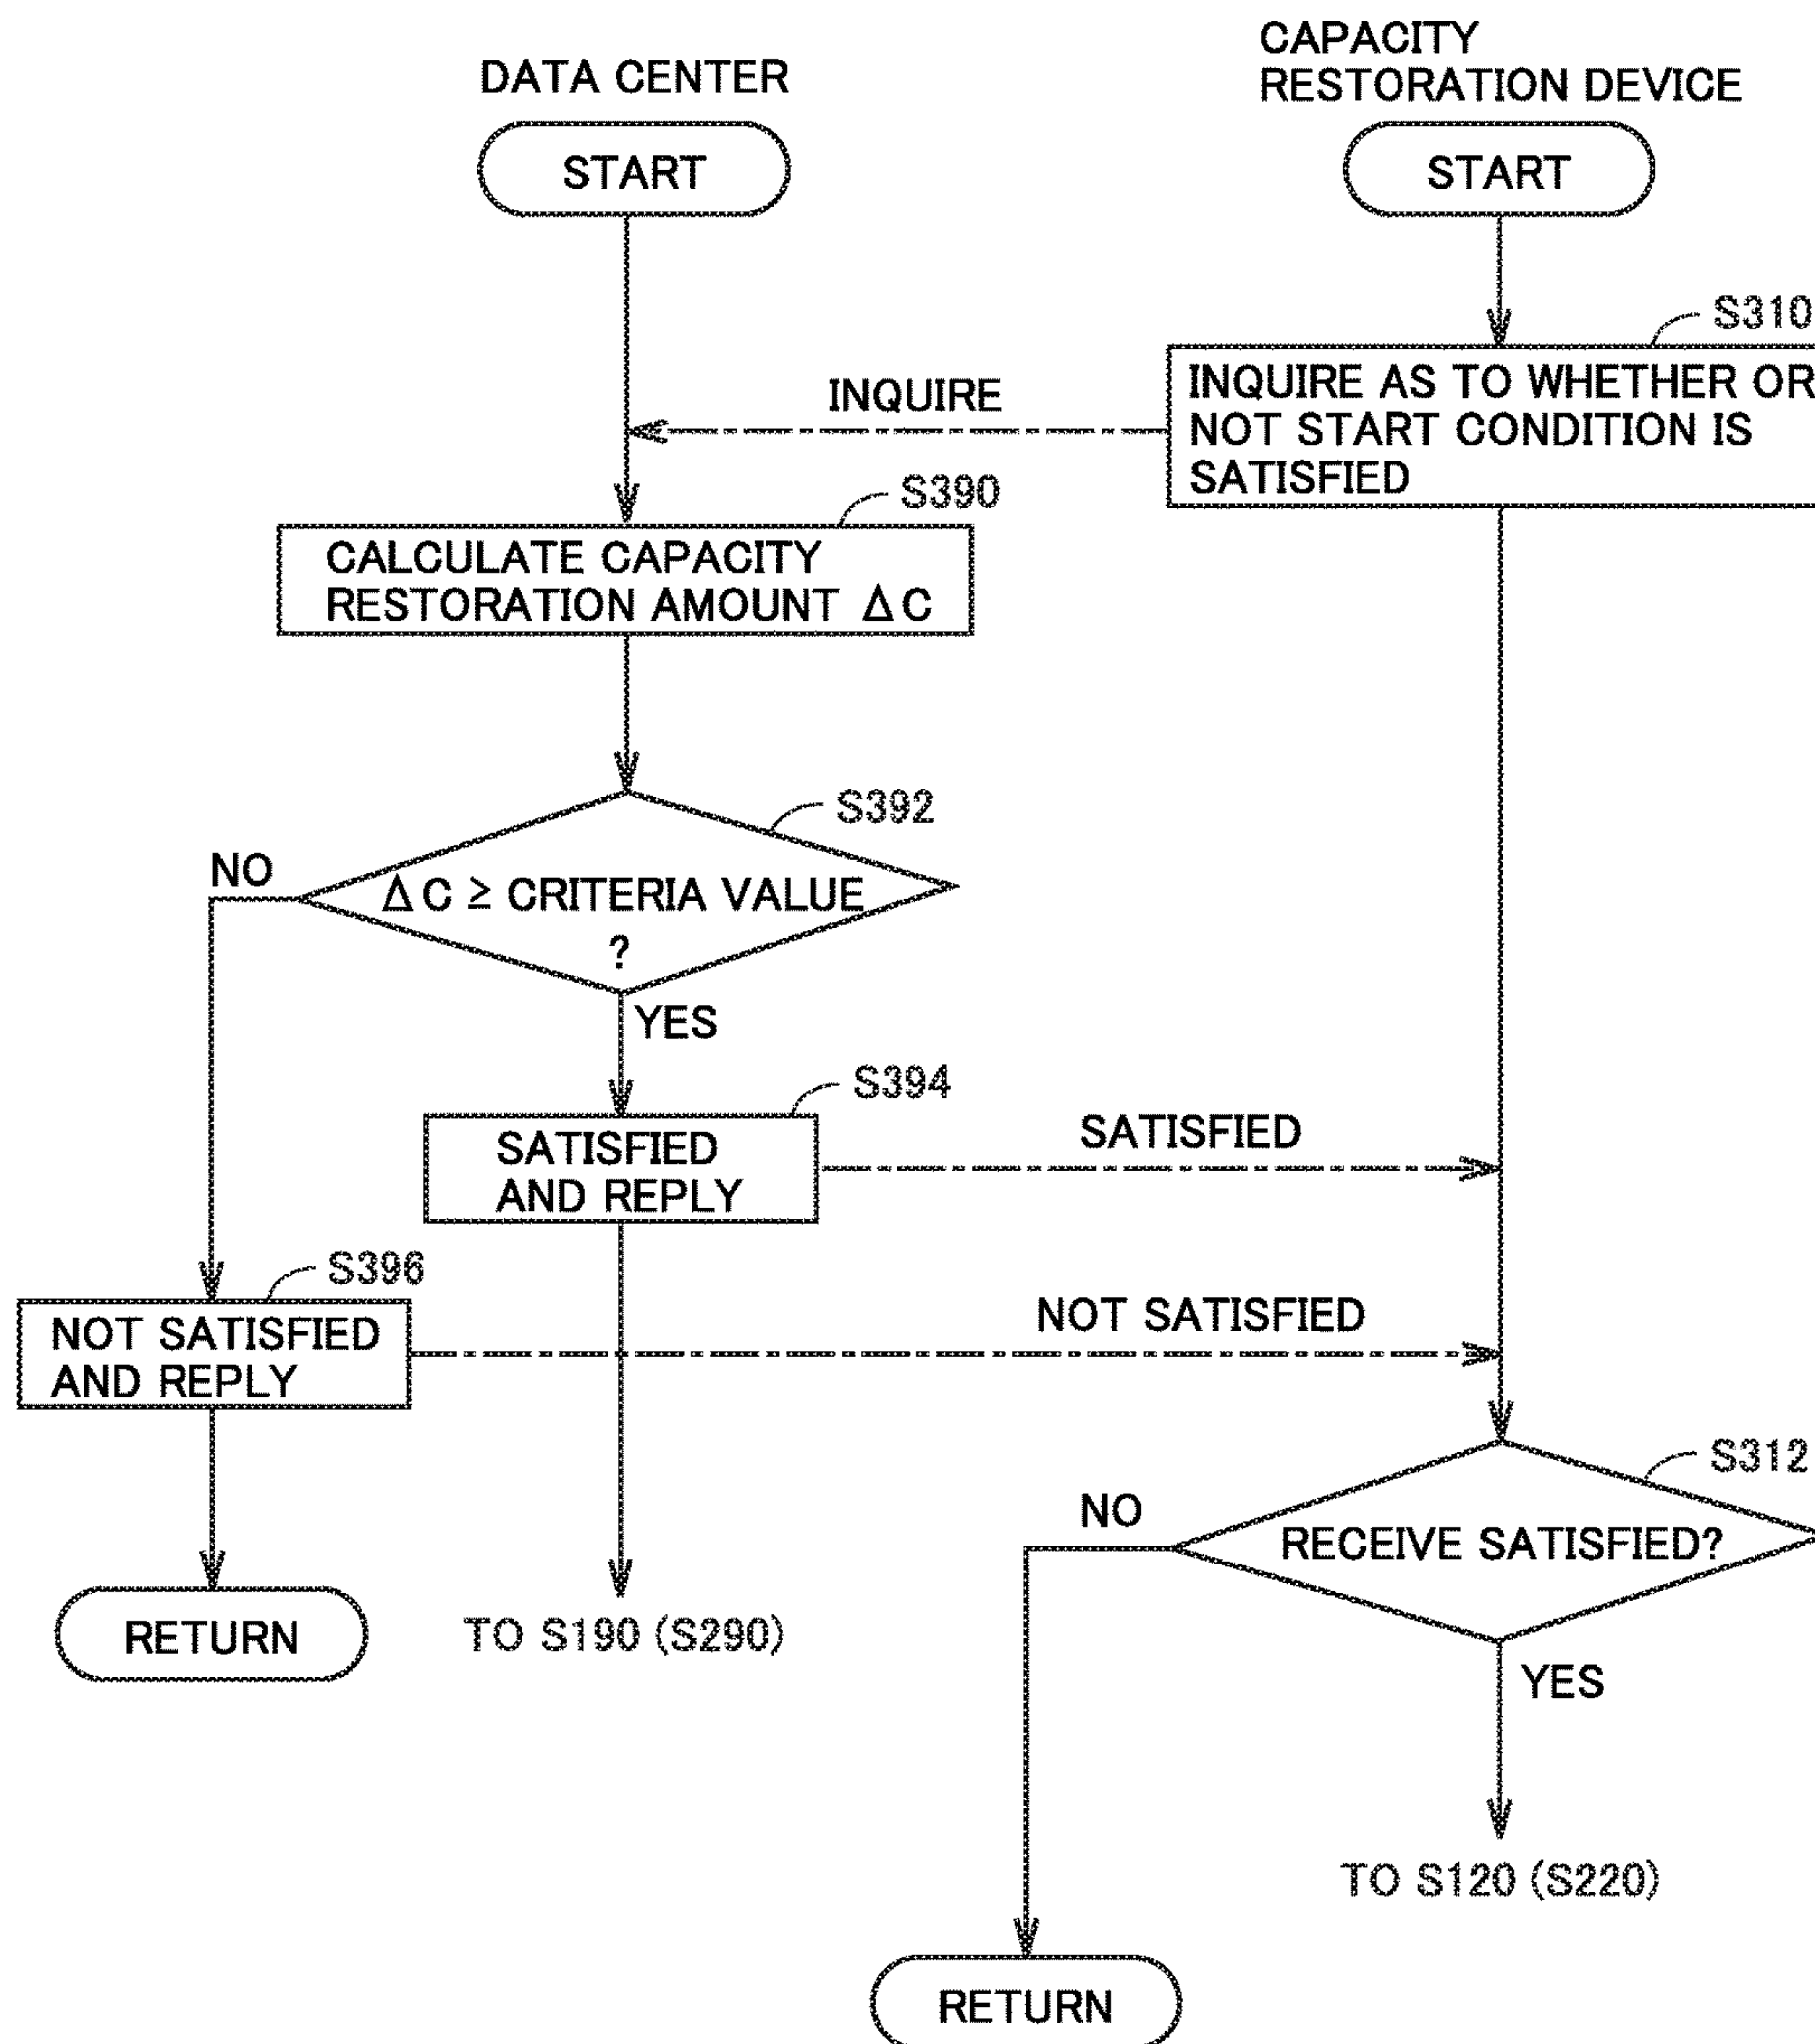 DATA CENTER
CAPACITY
RESTORATION DEVICE
START
START
S310
INQUIRE AS TO WHETHER OR
NOT START CONDITION IS
SATISFIED
INQUIRE
S390
CALCULATE CAPACITY
RESTORATION AMOUNT ΔC
S392
NO
ΔC ≥ CRITERIA VALUE
?
YES
S394
SATISFIED
AND REPLY
SATISFIED
S396
NOT SATISFIED
AND REPLY
NOT SATISFIED
S312
NO
RECEIVE SATISFIED?
RETURN
TO S190 (S290)
YES
TO S120 (S220)
RETURN